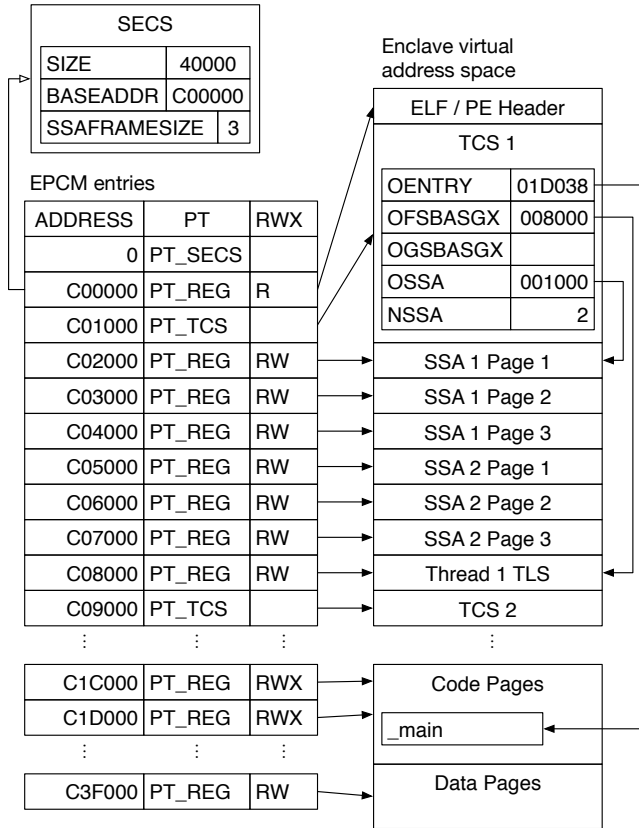 SECS
SIZE 40000
BASEADDR C00000
SSAFRAMESIZE 3
EPCM entries
ADDRESS PT RWX
0 PT_SECS
C00000 PT_REG R
C01000 PT_TCS
C02000 PT_REG RW
C03000 PT_REG RW
C04000 PT_REG RW
C05000 PT_REG RW
C06000 PT_REG RW
C07000 PT_REG RW
C08000 PT_REG RW
C09000 PT_TCS
⋮ ⋮ ⋮
C1C000 PT_REG RWX
C1D000 PT_REG RWX
⋮ ⋮ ⋮
C3F000 PT_REG RW
Enclave virtual
address space
ELF / PE Header
TCS 1
OENTRY 01D038
OFSBASGX 008000
OGSBASGX
OSSA 001000
NSSA 2
SSA 1 Page 1
SSA 1 Page 2
SSA 1 Page 3
SSA 2 Page 1
SSA 2 Page 2
SSA 2 Page 3
Thread 1 TLS
TCS 2
⋮
Code Pages
_main
Data Pages